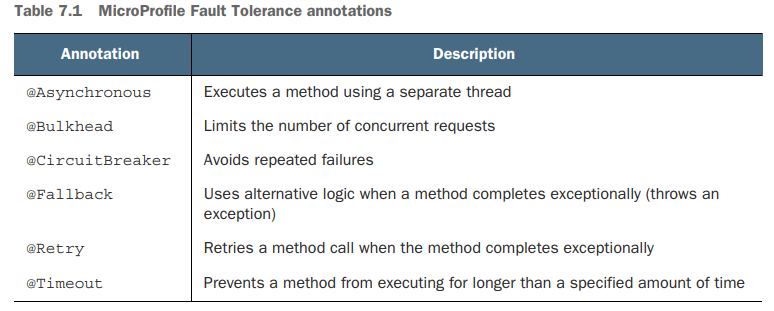 Table 7.1 MicroProfile Fault Tolerance annotations
Annotation Description
@Asynchronous Executes a method using a separate thread
@Bulkhead Limits the number of concurrent requests
@CircuitBreaker Avoids repeated failures
@Fallback Uses alternative logic when a method completes exceptionally (throws an
exception)
@Retry Retries a method call when the method completes exceptionally
@Timeout Prevents a method from executing for longer than a specified amount of time